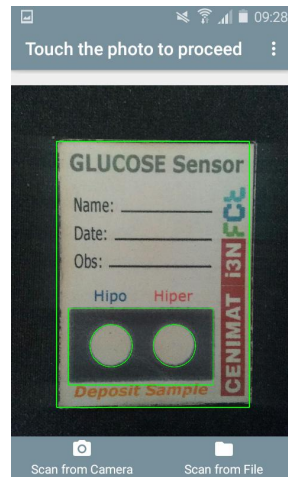 09:28
Touch the photo to proceed
GLUCOSE Sensor
Name:
Date:
Obs:
Hipo Hiper
Deposit Sample
CENIMAT i3N FCt
Scan from Camera Scan from File